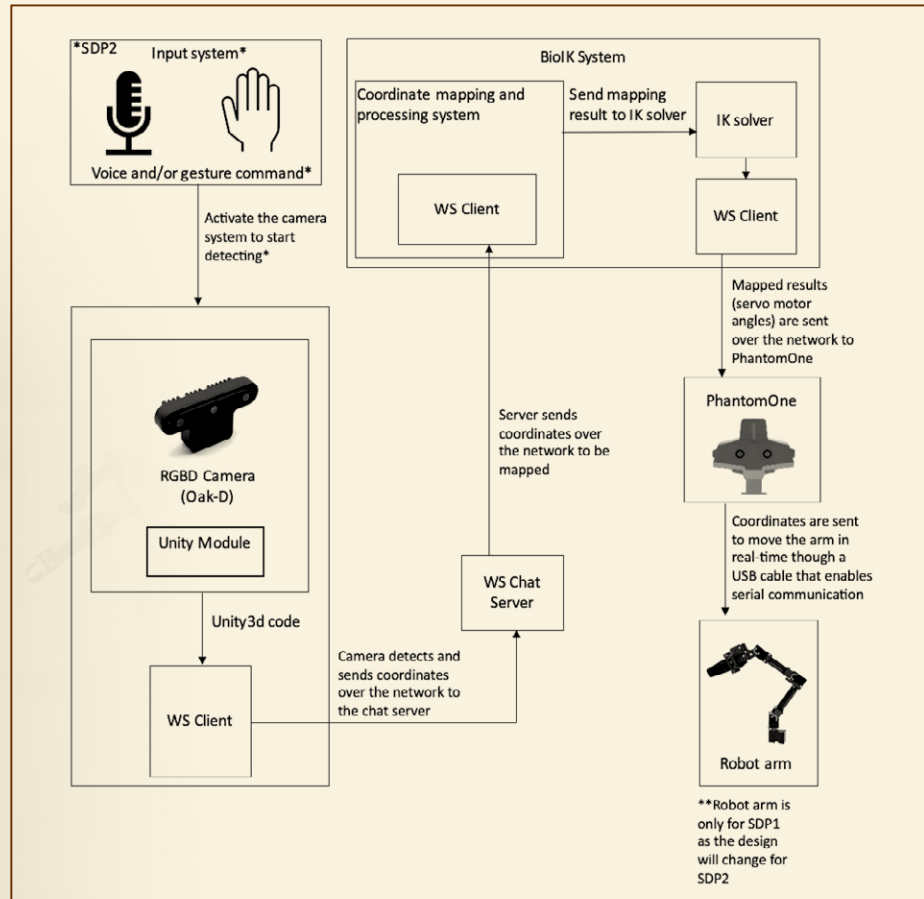 *SDP2
Input system*
Voice and/or gesture command*
Activate the camera
system to start
detecting*
RGBD Camera
(Oak-D)
Unity Module
Unity3d code
WS Client
Camera detects and
sends coordinates
over the network to
the chat server
WS Chat
Server
Server sends
coordinates over
the network to be
mapped
BioIK System
Coordinate mapping and
processing system
WS Client
Send mapping
result to IK solver
IK solver
WS Client
Mapped results
(servo motor
angles) are sent
over the network to
PhantomOne
PhantomOne
Coordinates are sent
to move the arm in
real-time though a
USB cable that enables
serial communication
Robot arm
**Robot arm is
only for SDP1
as the design
will change for
SDP2